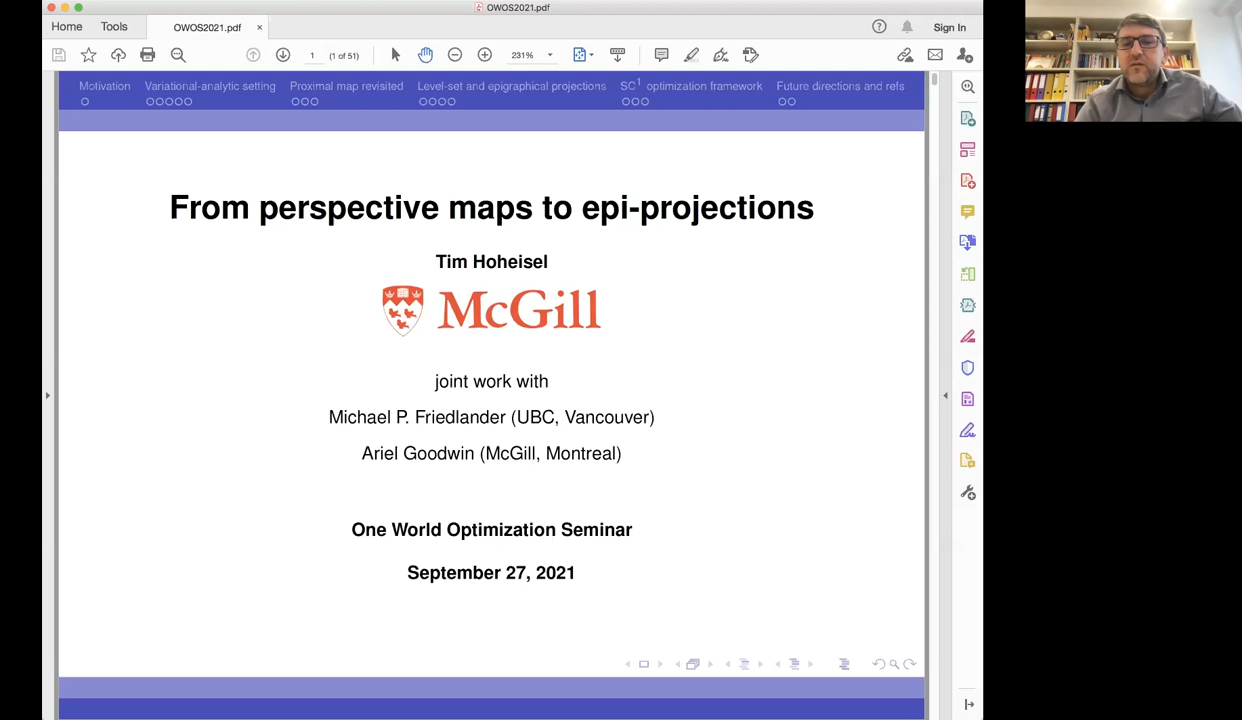 OWOS2021.pdf
Home
Tools
OWOS2021.pdf ×
Sign In
1
(1 of 51)
231%
Motivation
Variational-analytic setting
Proximal map revisited
Level-set and epigraphical projections
SC¹ optimization framework
Future directions and refs
From perspective maps to epi-projections
Tim Hoheisel
McGill
joint work with
Michael P. Friedlander (UBC, Vancouver)
Ariel Goodwin (McGill, Montreal)
One World Optimization Seminar
September 27, 2021